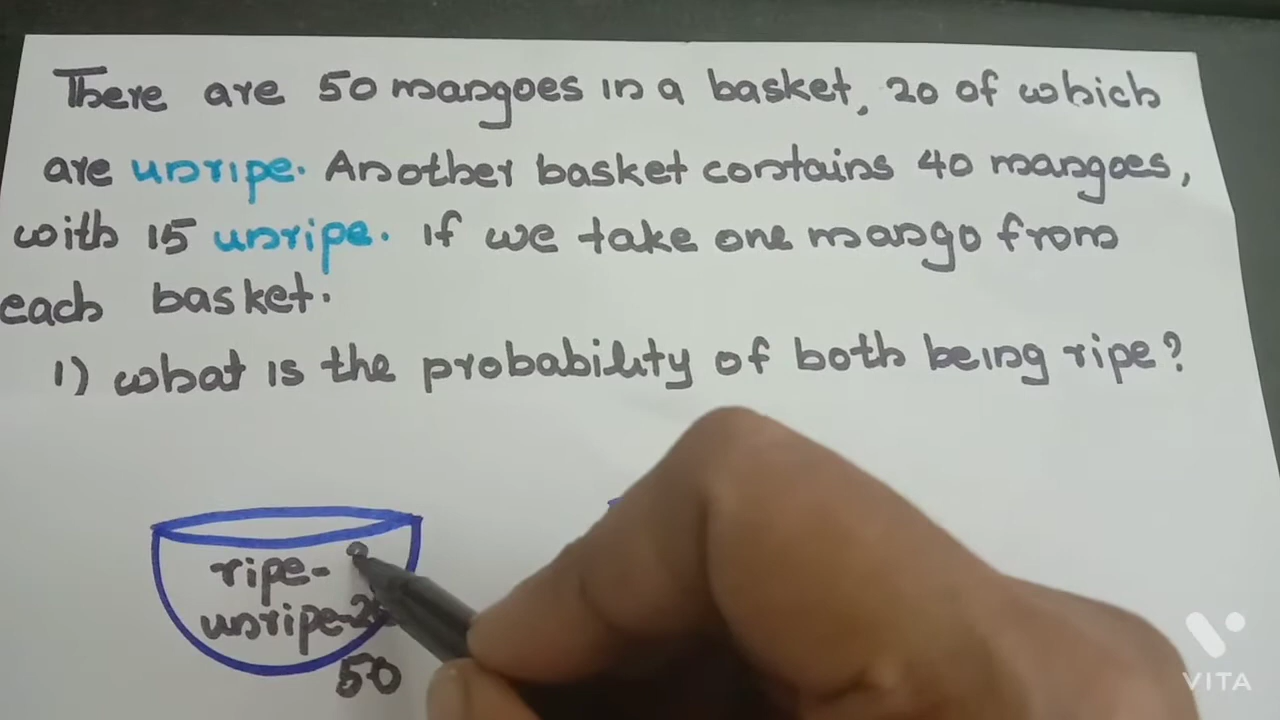 There are 50 mangoes in a basket, 20 of which
are unripe. Another basket contains 40 mangoes,
with 15 unripe. If we take one mango from
each basket.
1) what is the probability of both being ripe?
ripe-
unripe-
50
VITA